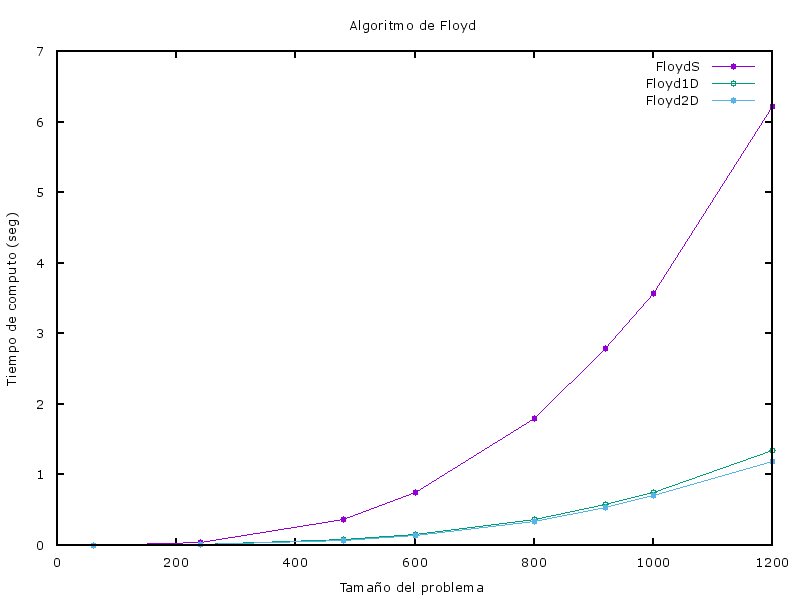 Algoritmo de Floyd
FloydS
Floyd1D
Floyd2D
7
6
5
4
3
2
1
0
0 200 400 600 800 1000 1200
Tiempo de computo (seg)
Tamaño del problema